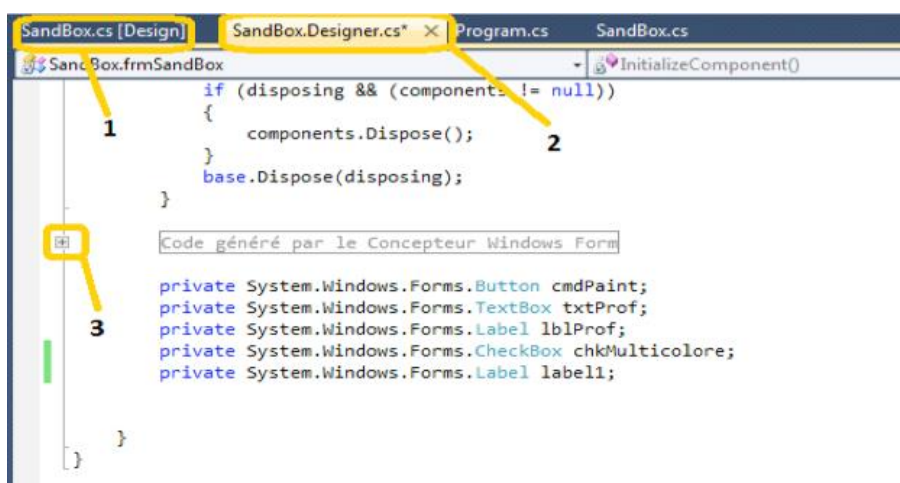 SandBox.cs [Design] SandBox.Designer.cs* × Program.cs SandBox.cs
SandBox.frmSandBox InitializeComponent()
if (disposing && (components != null))
{
1
components.Dispose();
2
}
base.Dispose(disposing);
}
Code généré par le Concepteur Windows Form
private System.Windows.Forms.Button cmdPaint;
private System.Windows.Forms.TextBox txtProf;
3 private System.Windows.Forms.Label lblProf;
private System.Windows.Forms.CheckBox chkMulticolore;
private System.Windows.Forms.Label label1;
}
}